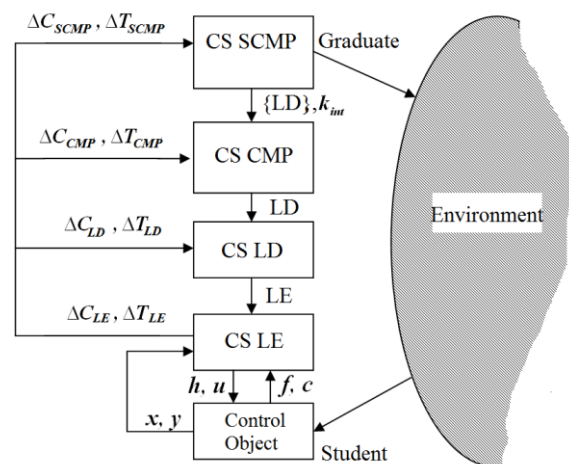 ΔC_SCMP , ΔT_SCMP
CS SCMP
Graduate
{LD},k_int
ΔC_CMP , ΔT_CMP
CS CMP
LD
Environment
ΔC_LD , ΔT_LD
CS LD
LE
ΔC_LE , ΔT_LE
CS LE
h, u
f, c
x, y
Control
Object
Student